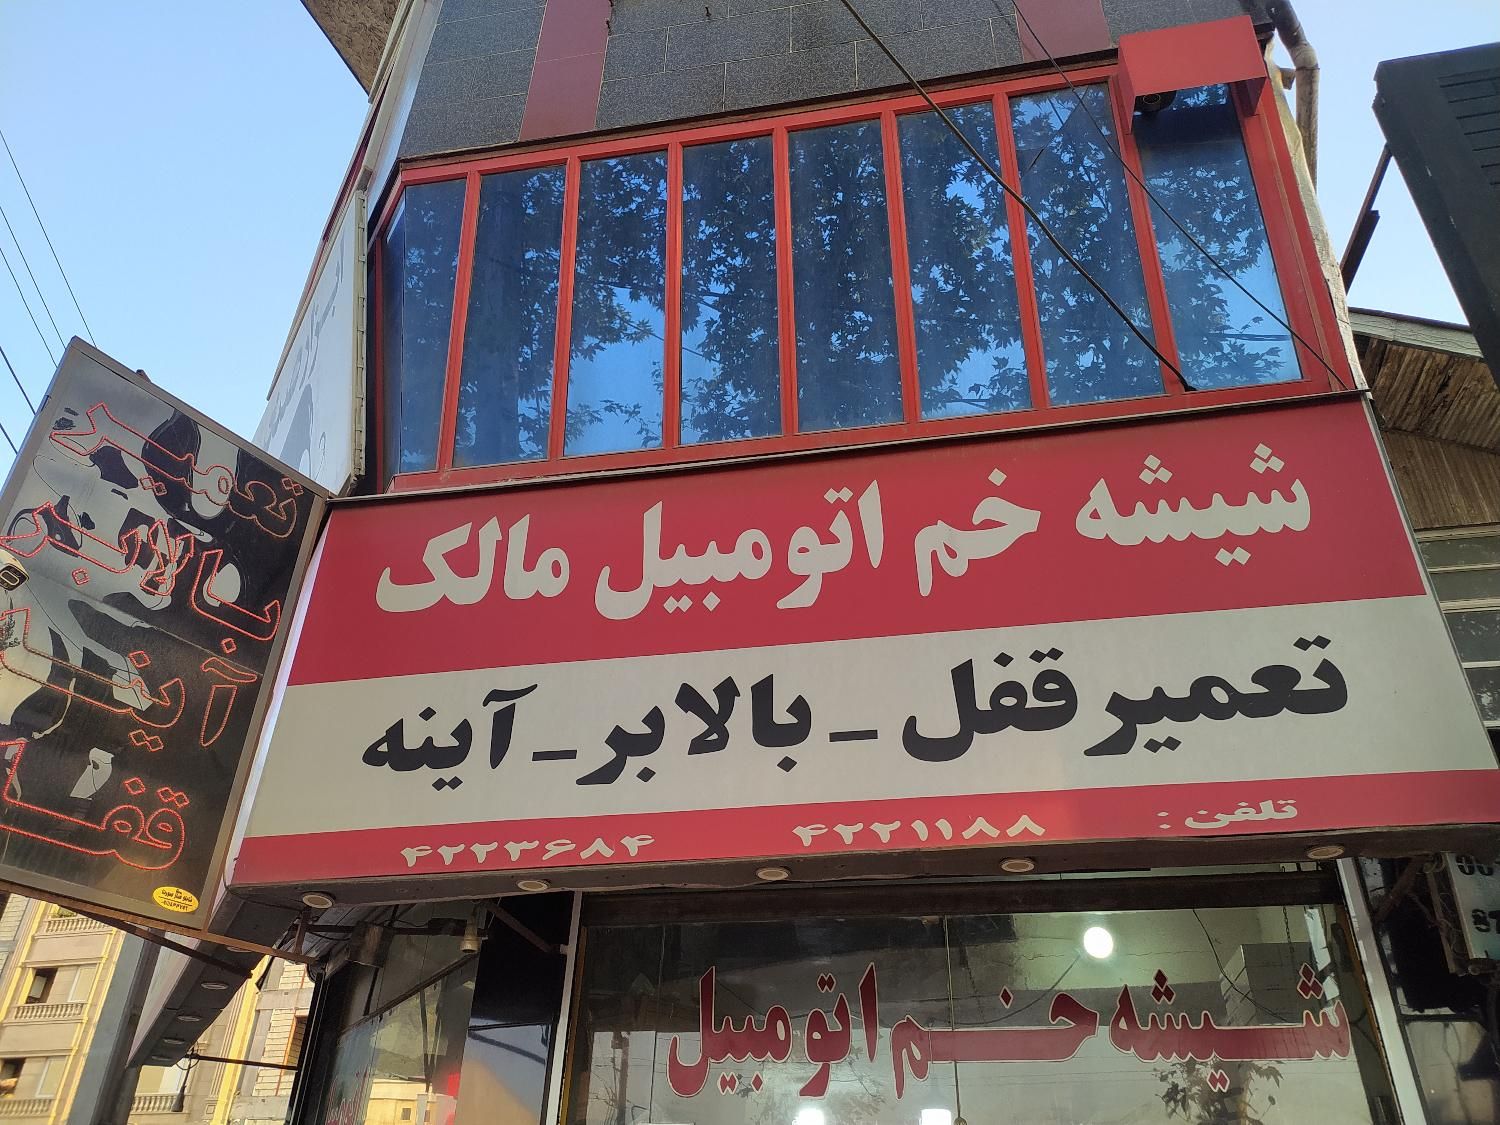 شیشه خم اتومبیل مالک
تعمیر قفل - بالابر - آینه
تلفن : ۴۲۲۱۱۸۸ ۴۲۲۳۶۸۴
تعمیر
بالابر
آینه
قفل
شیشه خم اتومبیل